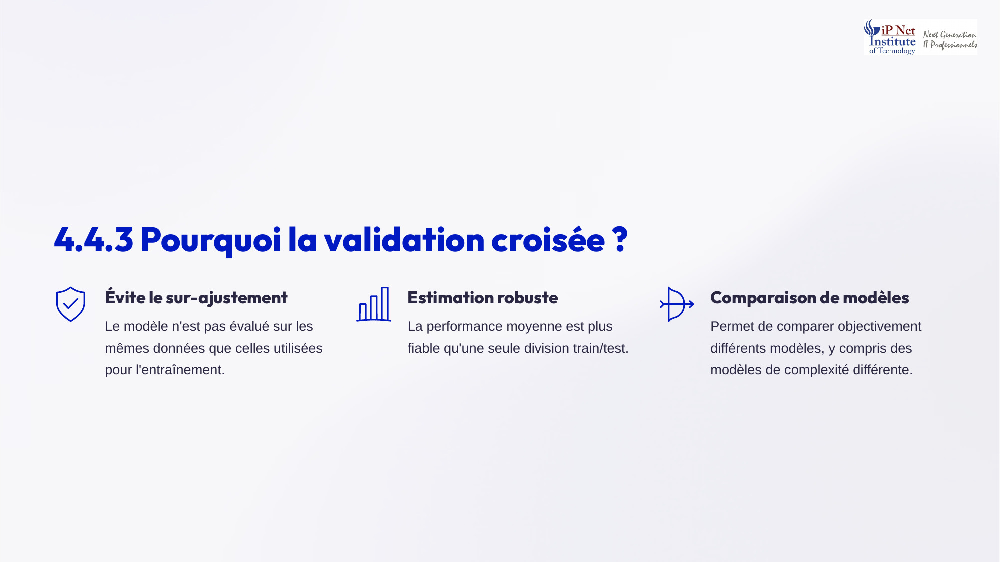 iP Net
Institute
of Technology
Next Generation
IT Professionnels
4.4.3 Pourquoi la validation croisée ?
Évite le sur-ajustement
Le modèle n'est pas évalué sur les
mêmes données que celles utilisées
pour l'entraînement.
Estimation robuste
La performance moyenne est plus
fiable qu'une seule division train/test.
Comparaison de modèles
Permet de comparer objectivement
différents modèles, y compris des
modèles de complexité différente.